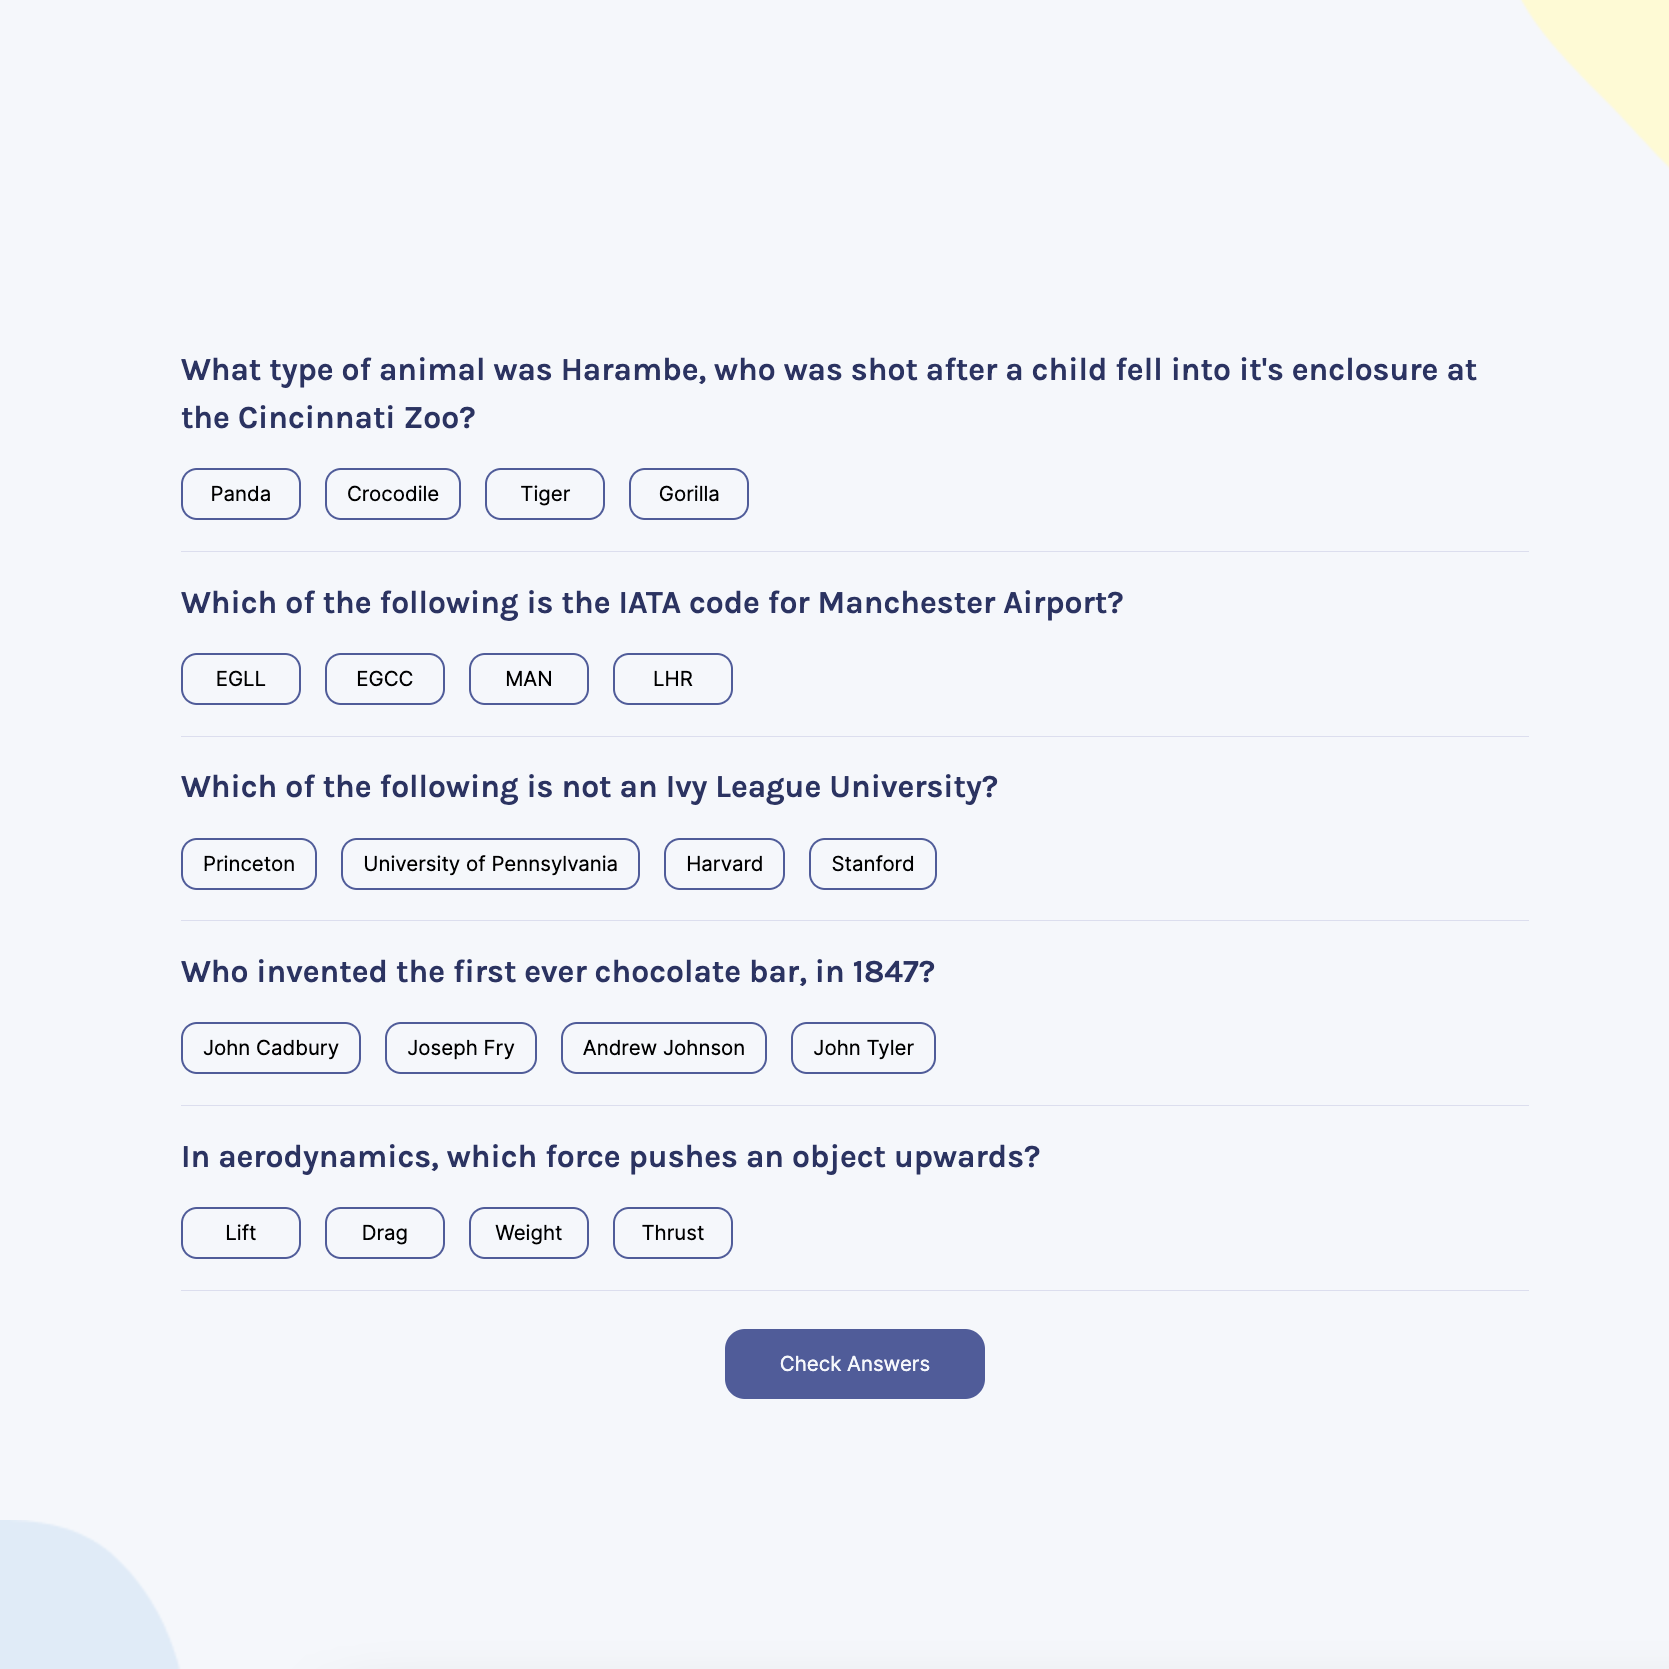 What type of animal was Harambe, who was shot after a child fell into it's enclosure at
the Cincinnati Zoo?
Panda Crocodile Tiger Gorilla
Which of the following is the IATA code for Manchester Airport?
EGLL EGCC MAN LHR
Which of the following is not an Ivy League University?
Princeton University of Pennsylvania Harvard Stanford
Who invented the first ever chocolate bar, in 1847?
John Cadbury Joseph Fry Andrew Johnson John Tyler
In aerodynamics, which force pushes an object upwards?
Lift Drag Weight Thrust
Check Answers